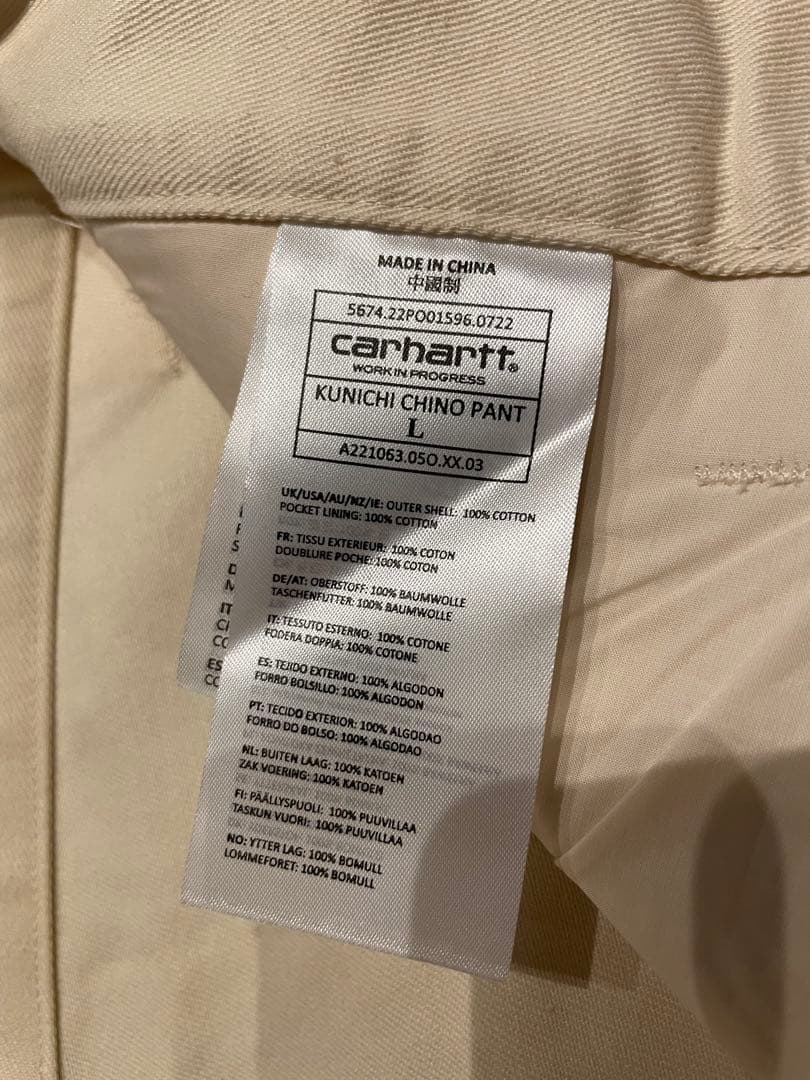 MADE IN CHINA
中國制
5674.22PO01596.0722
carhartt®
WORK IN PROGRESS
KUNICHI CHINO PANT
L
A221063.05O.XX.03
UK/USA/AU/NZ/IE: OUTER SHELL: 100% COTTON
POCKET LINING: 100% COTTON
FR: TISSU EXTERIEUR: 100% COTON
DOUBLURE POCHE: 100% COTON
DE/AT: OBERSTOFF: 100% BAUMWOLLE
TASCHENFUTTER: 100% BAUMWOLLE
IT: TESSUTO ESTERNO: 100% COTONE
FODERA DOPPIA: 100% COTONE
ES: TEJIDO EXTERNO: 100% ALGODON
FORRO BOLSILLO: 100% ALGODON
PT: TECIDO EXTERIOR: 100% ALGODAO
FORRO DO BOLSO: 100% ALGODAO
NL: BUITEN LAAG: 100% KATOEN
ZAK VOERING: 100% KATOEN
FI: PÄÄLLYSPUOLI: 100% PUUVILLAA
TASKUN VUORI: 100% PUUVILLAA
NO: YTTER LAG: 100% BOMULL
LOMMEFORET: 100% BOMULL